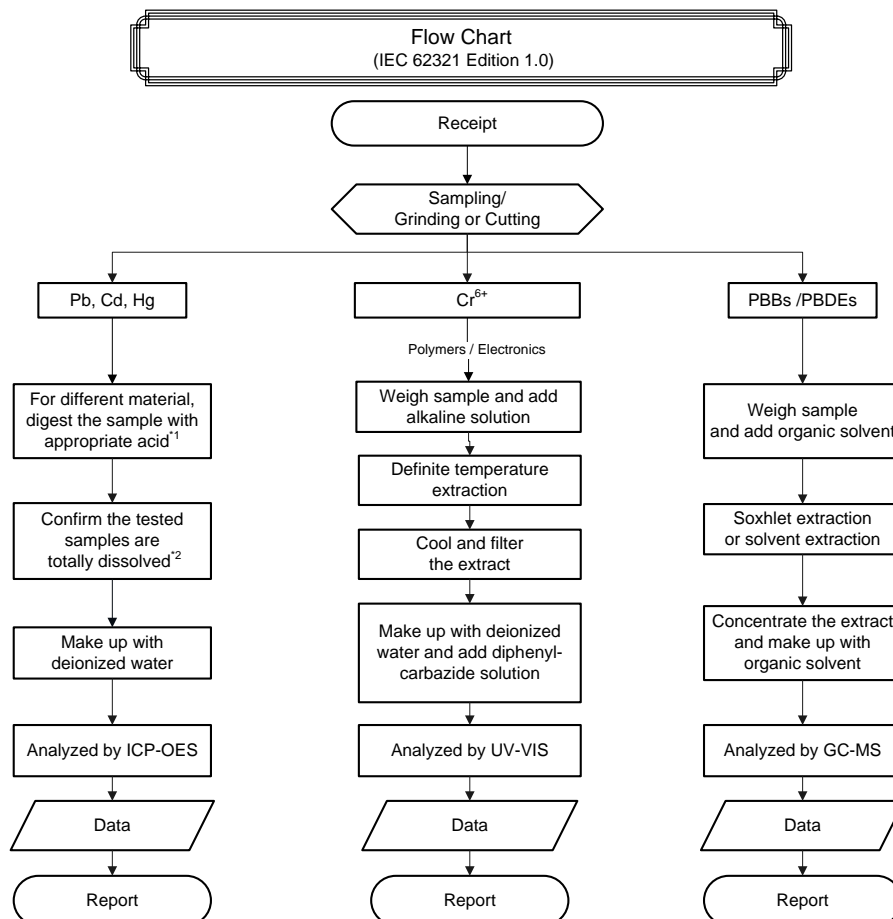 Flow Chart
(IEC 62321 Edition 1.0)
Receipt
Sampling/
Grinding or Cutting
Pb, Cd, Hg
For different material,
digest the sample with
appropriate acid*1
Confirm the tested
samples are
totally dissolved*2
Make up with
deionized water
Analyzed by ICP-OES
Data
Report
Cr6+
Polymers / Electronics
Weigh sample and add
alkaline solution
Definite temperature
extraction
Cool and filter
the extract
Make up with deionized
water and add diphenyl-
carbazide solution
Analyzed by UV-VIS
Data
Report
PBBs /PBDEs
Weigh sample
and add organic solvent
Soxhlet extraction
or solvent extraction
Concentrate the extract
and make up with
organic solvent
Analyzed by GC-MS
Data
Report